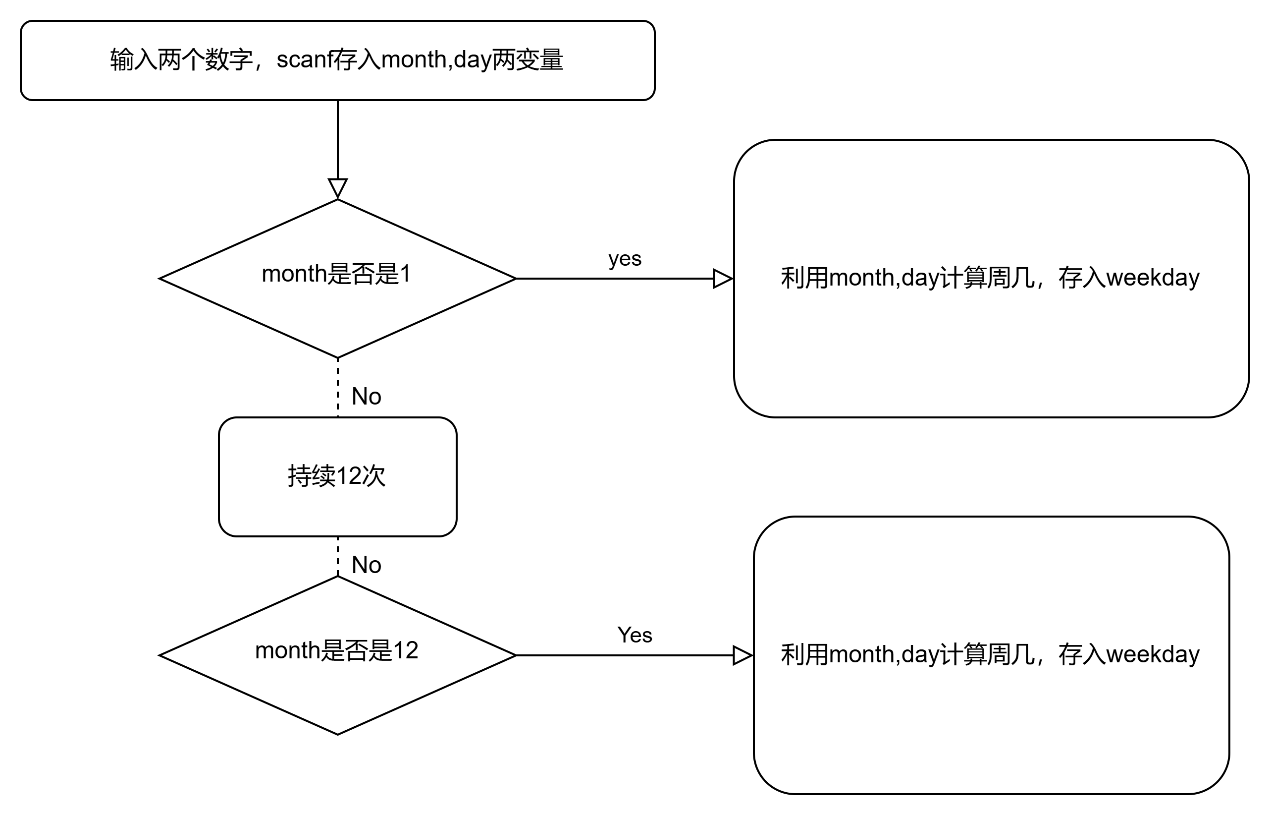 输入两个数字，scanf存入month,day两变量
month是否是1
yes
利用month,day计算周几，存入weekday
No
持续12次
No
month是否是12
Yes
利用month,day计算周几，存入weekday